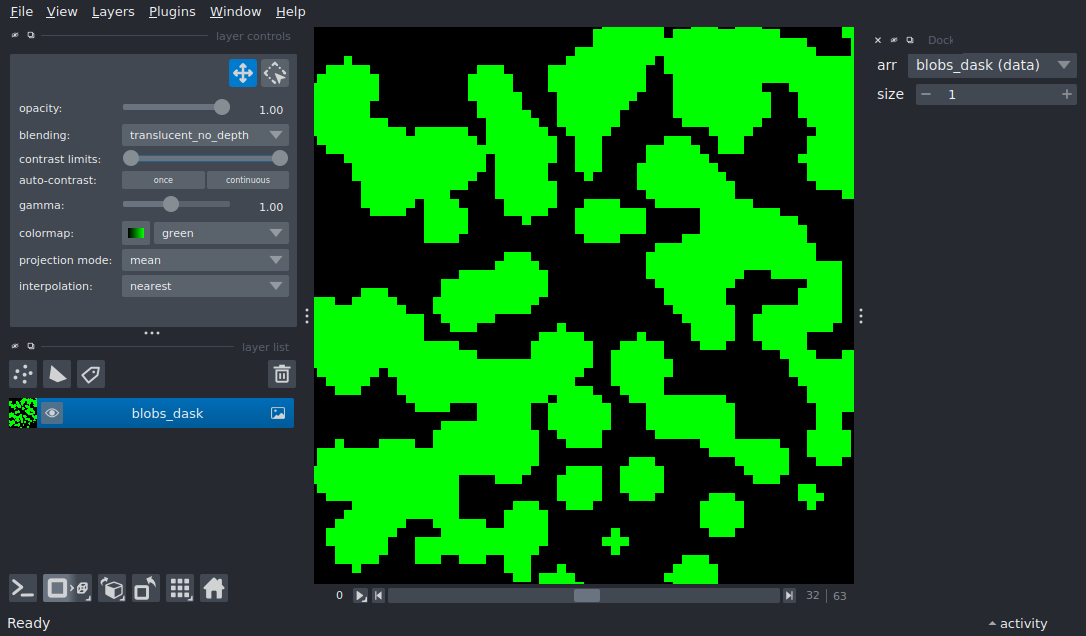 File View Layers Plugins Window Help
layer controls
opacity: 1.00
blending: translucent_no_depth
contrast limits:
auto-contrast: once continuous
gamma: 1.00
colormap: green
projection mode: mean
interpolation: nearest
layer list
blobs_dask
0 32 63
Dock
arr blobs_dask (data)
size 1
Ready
activity